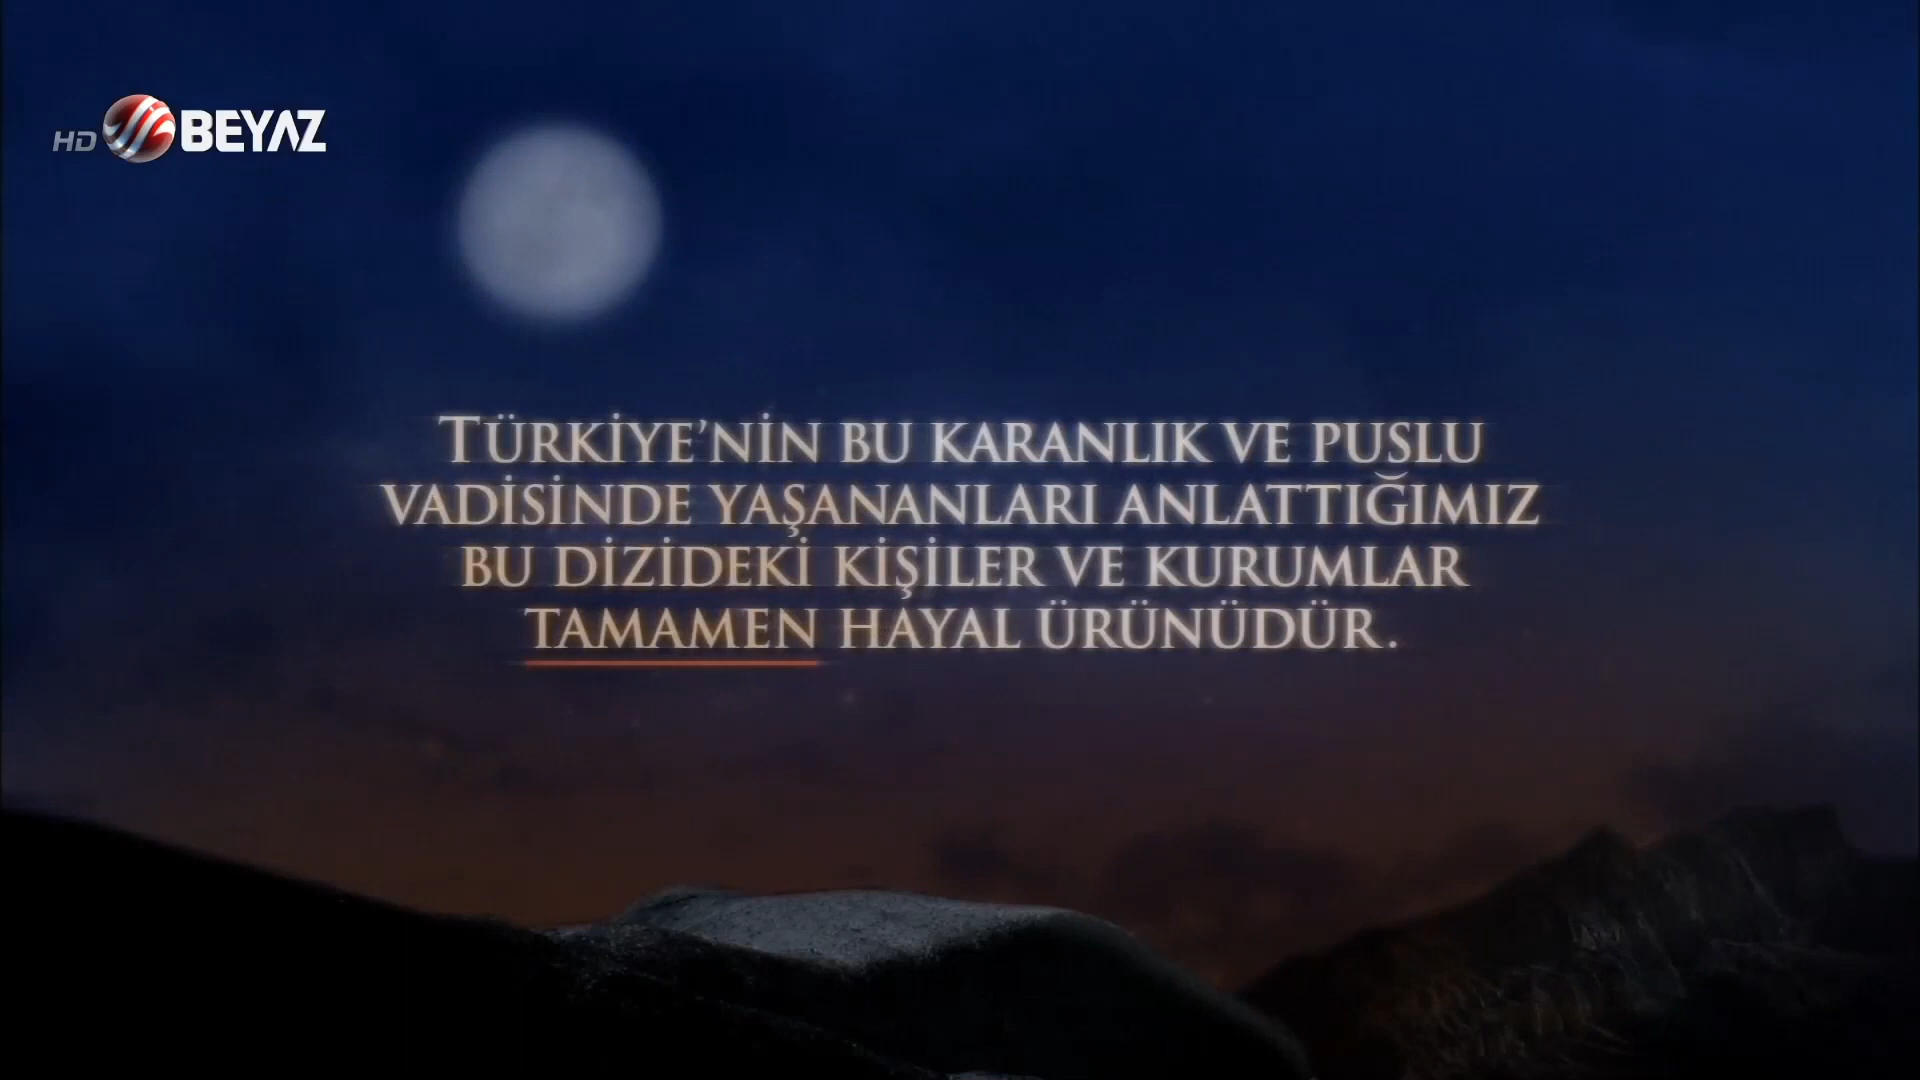 HD BEYAZ
TÜRKİYE'NİN BU KARANLIK VE PUSLU
VADİSİNDE YAŞANANLARI ANLATTIĞIMIZ
BU DİZİDEKİ KİŞİLER VE KURUMLAR
TAMAMEN HAYAL ÜRÜNÜDÜR.